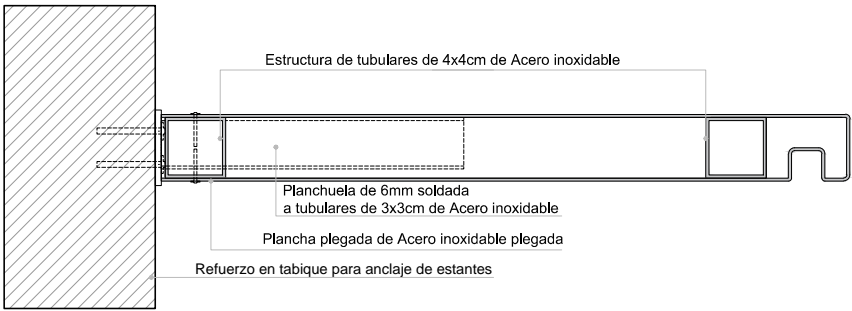 Estructura de tubulares de 4x4cm de Acero inoxidable
Planchuela de 6mm soldada
a tubulares de 3x3cm de Acero inoxidable
Plancha plegada de Acero inoxidable plegada
Refuerzo en tabique para anclaje de estantes